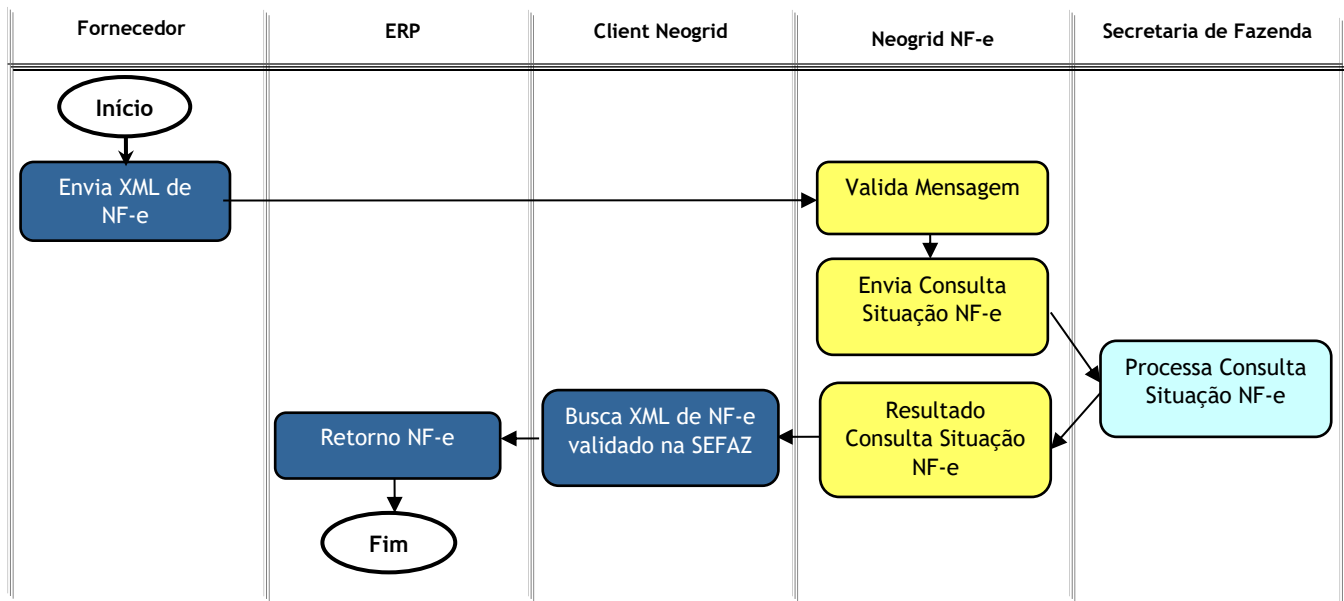 Fornecedor
ERP
Client Neogrid
Neogrid NF-e
Secretaria de Fazenda
Início
Envia XML de
NF-e
Valida Mensagem
Envia Consulta
Situação NF-e
Processa Consulta
Situação NF-e
Resultado
Consulta Situação
NF-e
Busca XML de NF-e
validado na SEFAZ
Retorno NF-e
Fim